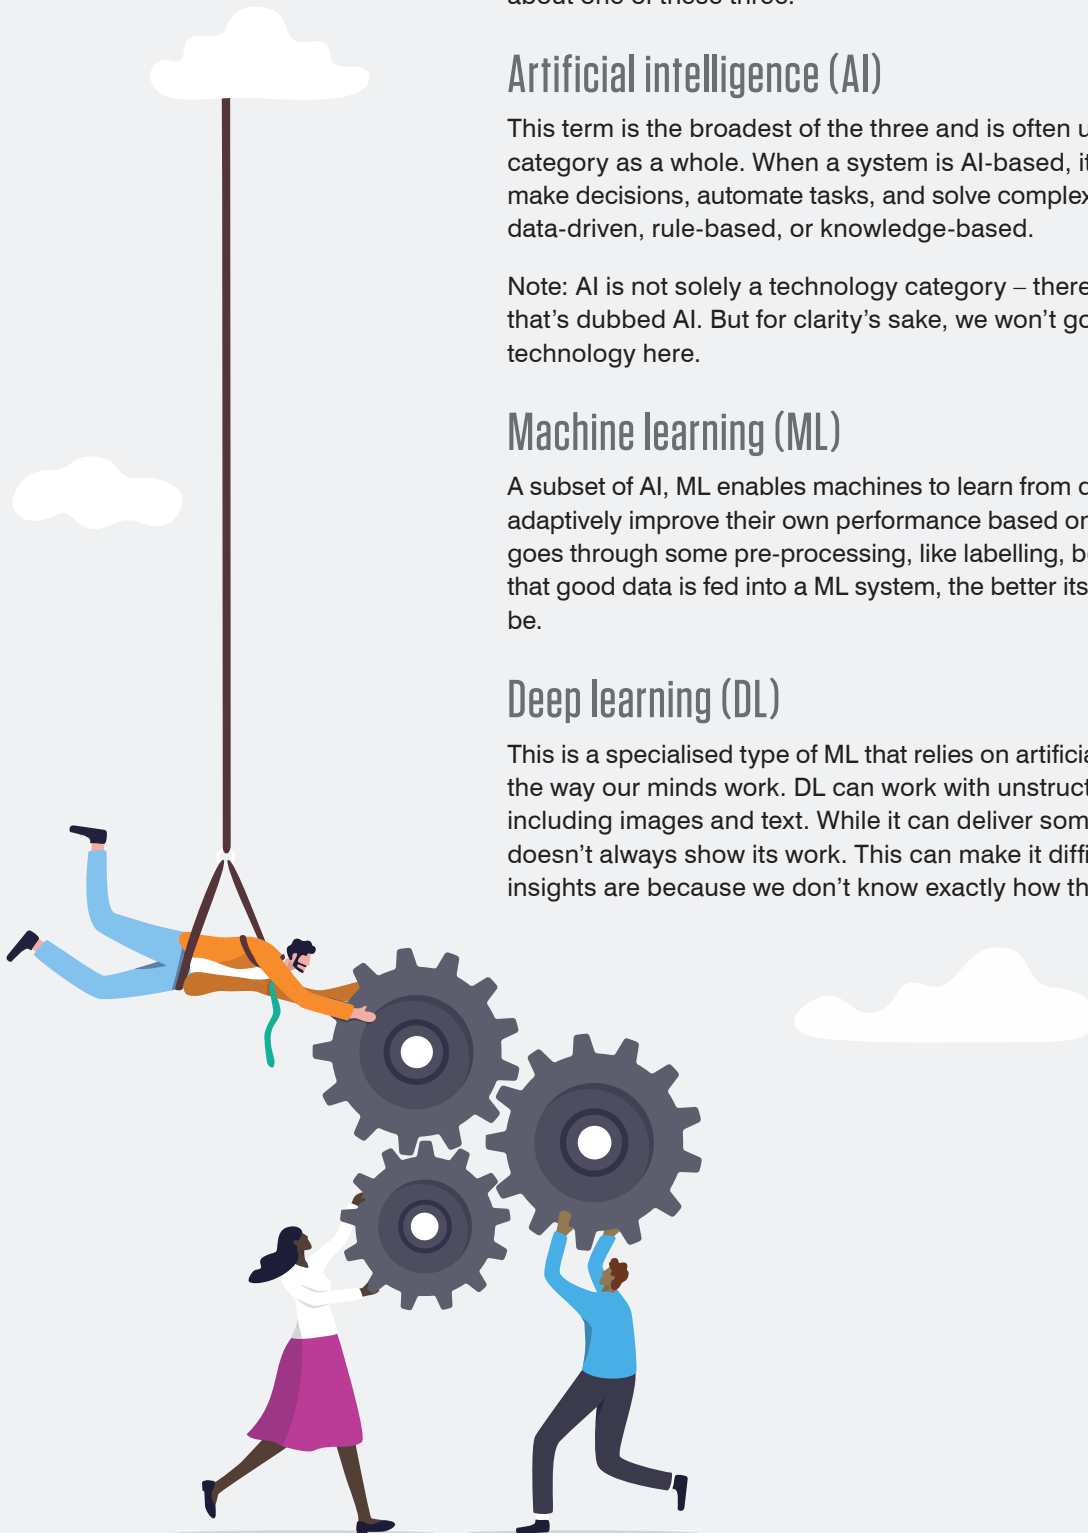 about one of these three.
Artificial intelligence (AI)
This term is the broadest of the three and is often
category as a whole. When a system is AI-based,
make decisions, automate tasks, and solve complex
data-driven, rule-based, or knowledge-based.
Note: AI is not solely a technology category – there
that’s dubbed AI. But for clarity’s sake, we won’t go
technology here.
Machine learning (ML)
A subset of AI, ML enables machines to learn from
adaptively improve their own performance based on
goes through some pre-processing, like labelling,
that good data is fed into a ML system, the better its
be.
Deep learning (DL)
This is a specialised type of ML that relies on
the way our minds work. DL can work with
including images and text. While it can deliver
doesn’t always show its work. This can make it
insights are because we don’t know exactly how